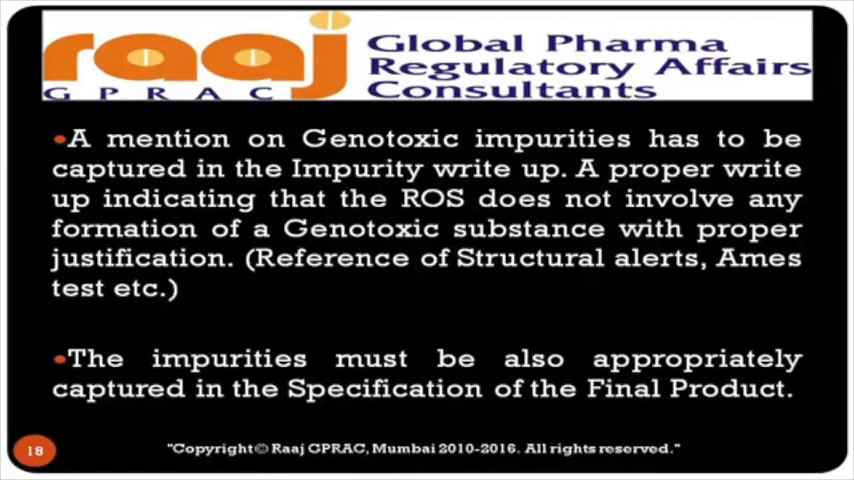 raaj
GPRAC
Global Pharma
Regulatory Affairs
Consultants
•A mention on Genotoxic impurities has to be
captured in the Impurity write up. A proper write
up indicating that the ROS does not involve any
formation of a Genotoxic substance with proper
justification. (Reference of Structural alerts, Ames
test etc.)
•The impurities must be also appropriately
captured in the Specification of the Final Product.
18
"Copyright© Raaj GPRAC, Mumbai 2010-2016. All rights reserved."